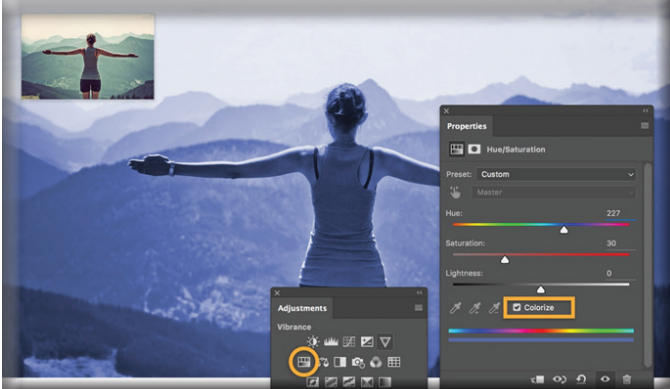 Properties
Hue/Saturation
Preset: Custom
Master
Hue: 227
Saturation: 30
Lightness: 0
Colorize
Adjustments
Vibrance